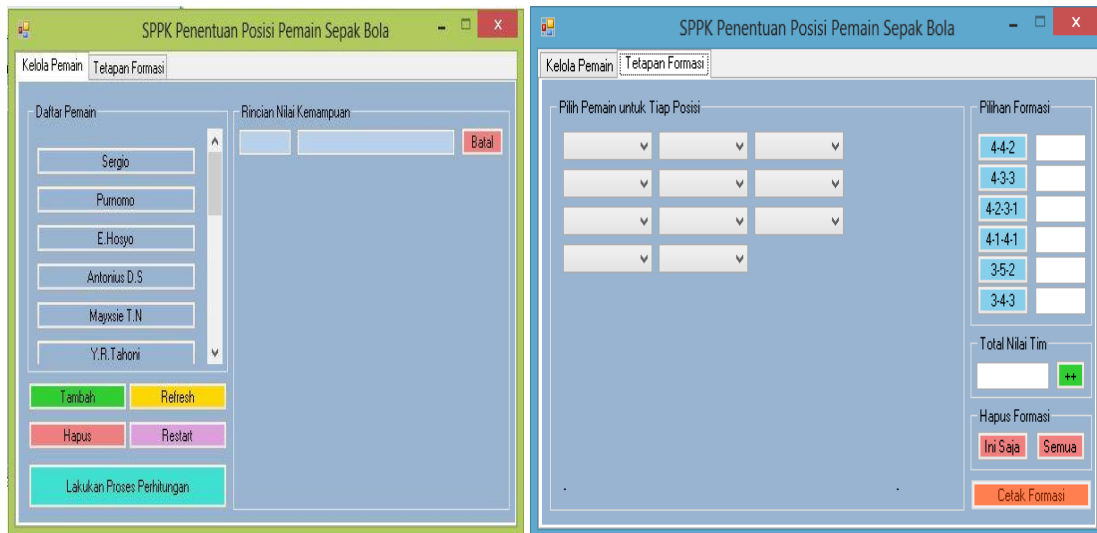 SPPK Penentuan Posisi Pemain Sepak Bola
Kelola Pemain Tetapan Formasi
Daftar Pemain
Sergio
Purnomo
E.Hosyo
Antonius D.S
Mayxsie T.N
Y.R.Tahoni
Tambah Refresh
Hapus Restart
Lakukan Proses Perhitungan
Rincian Nilai Kemampuan
Batal
SPPK Penentuan Posisi Pemain Sepak Bola
Kelola Pemain Tetapan Formasi
Pilih Pemain untuk Tiap Posisi
Pilihan Formasi
4-4-2
4-3-3
4-2-3-1
4-1-4-1
3-5-2
3-4-3
Total Nilai Tim
++
Hapus Formasi
Ini Saja Semua
Cetak Formasi